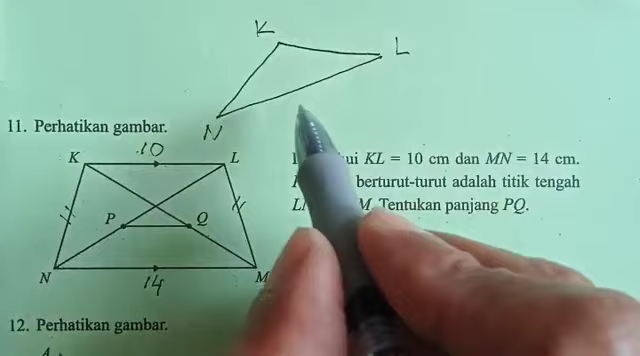 K
L
N
11. Perhatikan gambar.
10
K
L
ui KL = 10 cm dan MN = 14 cm.
berturut-turut adalah titik tengah
P
Q
Tentukan panjang PQ.
N
M
14
12. Perhatikan gambar.